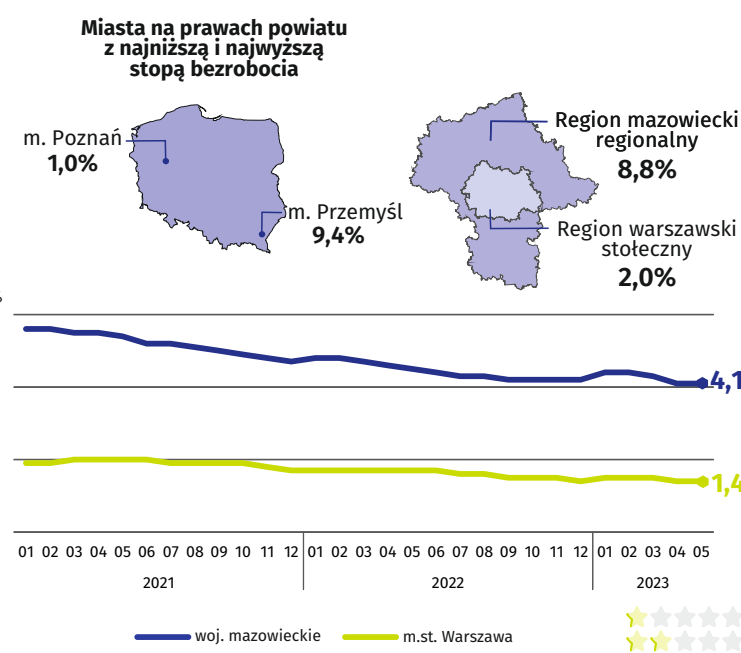 Miasta na prawach powiatu
z najniższą i najwyższą
stopą bezrobocia
m. Poznań
1,0%
m. Przemyśl
9,4%
Region mazowiecki
regionalny
8,8%
Region warszawski
stołeczny
2,0%
%
4,1
1,4
01 02 03 04 05 06 07 08 09 10 11 12 01 02 03 04 05 06 07 08 09 10 11 12 01 02 03 04 05
2021 2022 2023
woj. mazowieckie m.st. Warszawa